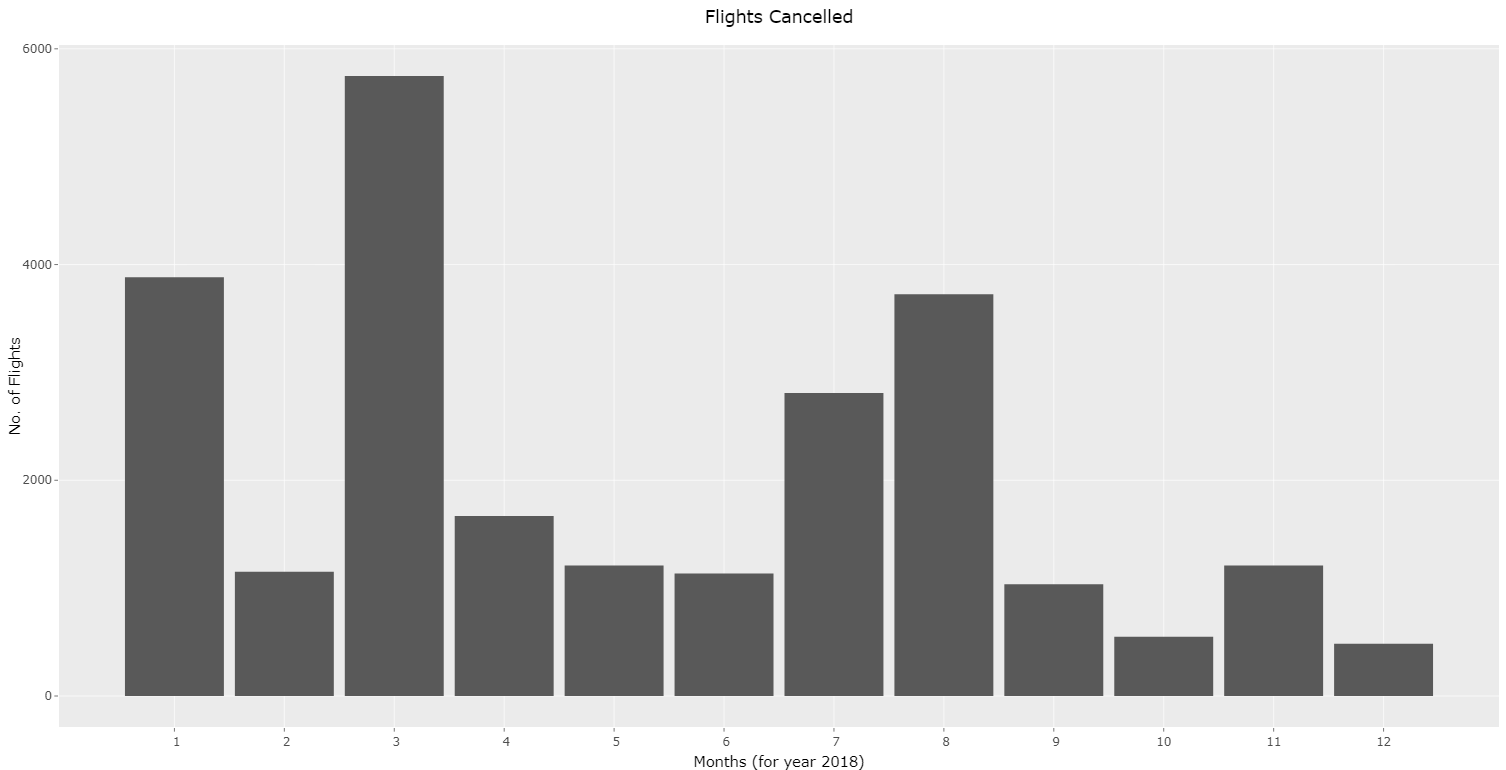 Flights Cancelled
6000
4000
2000
0
No. of Flights
1 2 3 4 5 6 7 8 9 10 11 12
Months (for year 2018)